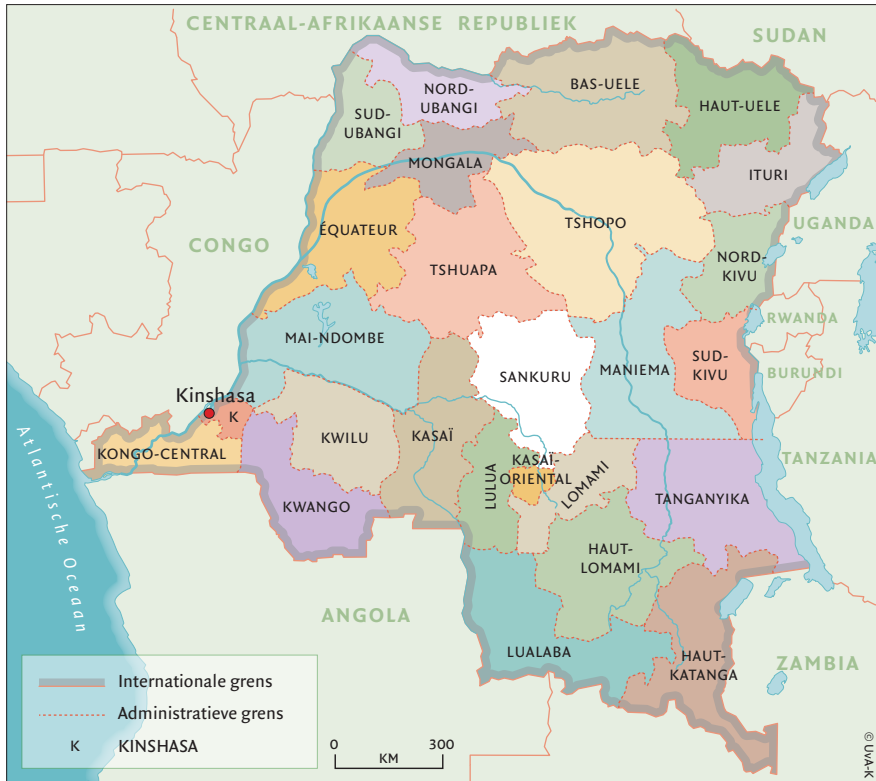 CENTRAAL-AFRIKAANSE REPUBLIEK
SUDAN
NORD-
UBANGI
BAS-UELE
HAUT-UELE
SUD-
UBANGI
MONGALA
ITURI
ÉQUATEUR
TSHOPO
UGANDA
CONGO
TSHUAPA
NORD-
KIVU
RWANDA
MAI-NDOMBE
MANIEMA
SUD-
KIVU
SANKURU
BURUNDI
Kinshasa
K
KWILU
KASAÏ
KONGO-CENTRAL
KASAÏ-
ORIENTAL
LULUA
LOMAMI
TANZANIA
KWANGO
TANGANYIKA
HAUT-
LOMAMI
Atlantische Oceaan
ANGOLA
LUALABA
HAUT-
KATANGA
ZAMBIA
Internationale grens
Administratieve grens
K KINSHASA
0 300
KM
© UvA-K